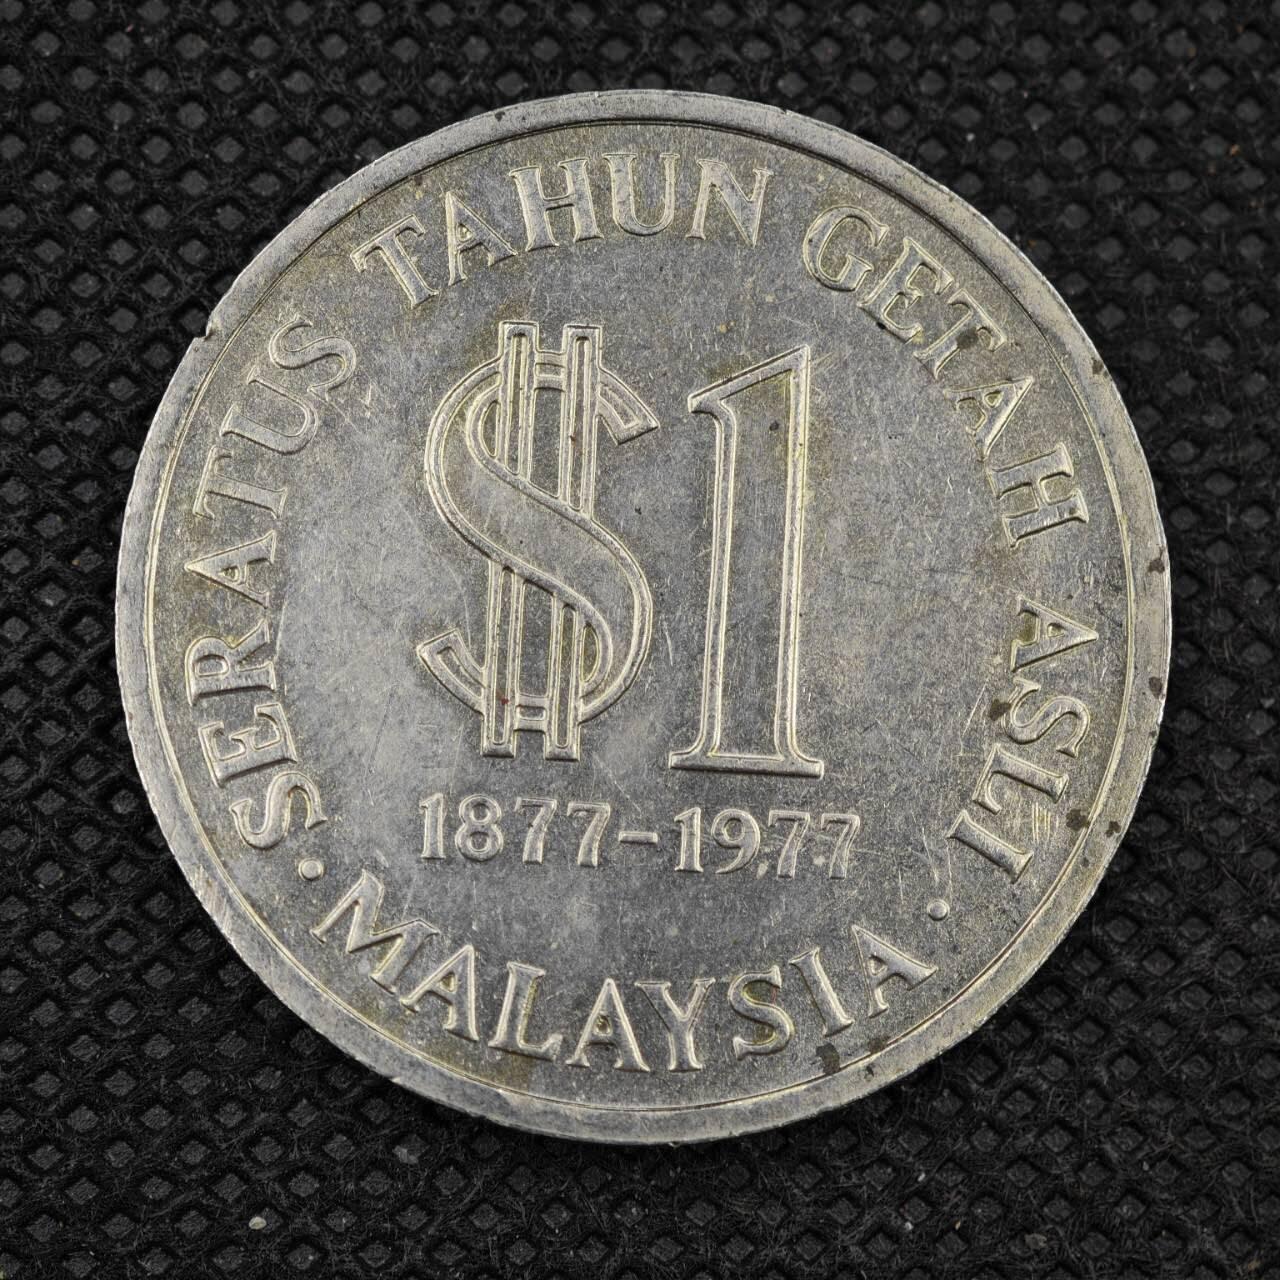 SERATUS TAHUN GETAH ASLI
$1
1877-1977
· MALAYSIA ·